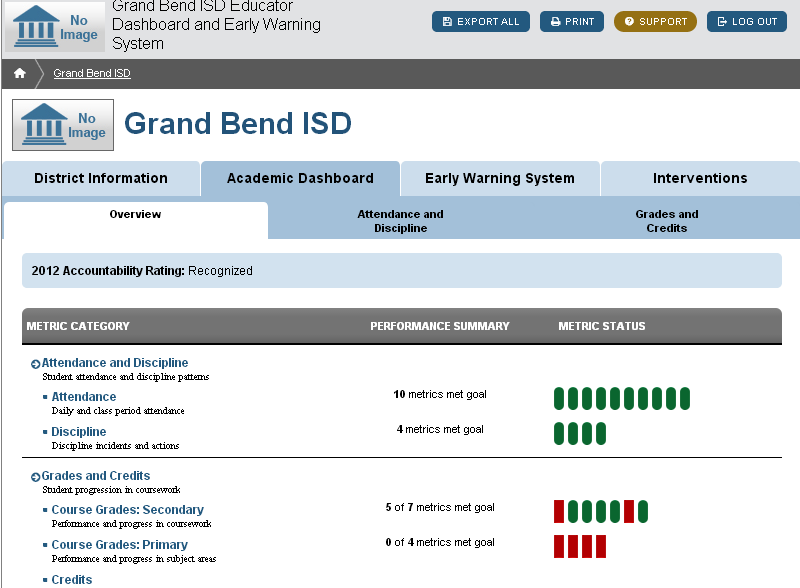 Grand Bend ISD Educator
Dashboard and Early Warning
System
No
Image
EXPORT ALL
PRINT
SUPPORT
LOG OUT
Grand Bend ISD
No
Image
Grand Bend ISD
District Information
Academic Dashboard
Early Warning System
Interventions
Overview
Attendance and
Discipline
Grades and
Credits
2012 Accountability Rating: Recognized
METRIC CATEGORY PERFORMANCE SUMMARY METRIC STATUS
Attendance and Discipline
Student attendance and discipline patterns
Attendance
10 metrics met goal
Daily and class period attendance
Discipline
4 metrics met goal
Discipline incidents and actions
Grades and Credits
Student progression in coursework
Course Grades: Secondary
5 of 7 metrics met goal
Performance and progress in coursework
Course Grades: Primary
0 of 4 metrics met goal
Performance and progress in subject areas
Credits